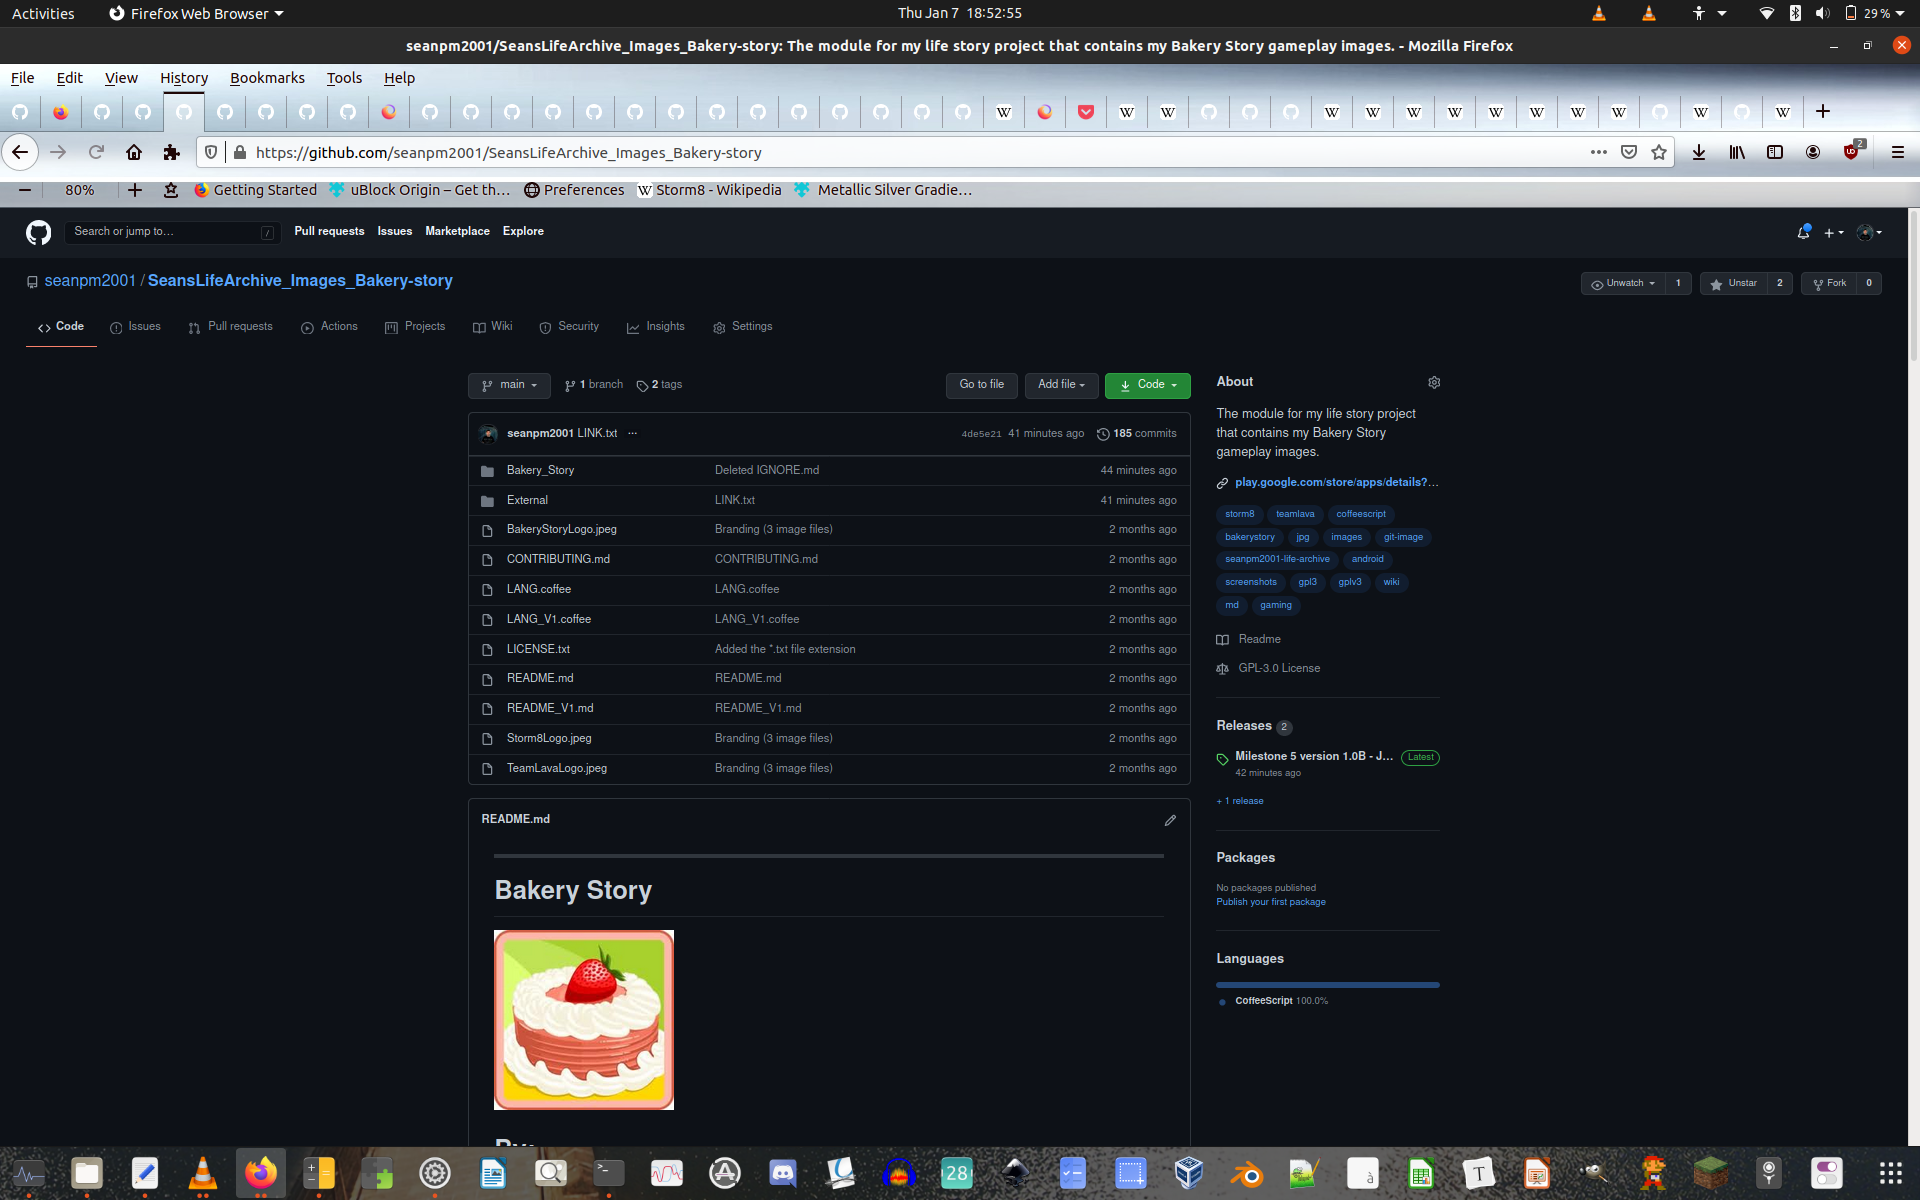 Activities Firefox Web Browser Thu Jan 7 18:52:55 29 %
seanpm2001/SeansLifeArchive_Images_Bakery-story: The module for my life story project that contains my Bakery Story gameplay images. - Mozilla Firefox
File Edit View History Bookmarks Tools Help
https://github.com/seanpm2001/SeansLifeArchive_Images_Bakery-story 2
80% Getting Started uBlock Origin – Get th… Preferences Storm8 - Wikipedia Metallic Silver Gradie…
Search or jump to… / Pull requests Issues Marketplace Explore
seanpm2001 / SeansLifeArchive_Images_Bakery-story Unwatch 1 Unstar 2 Fork 0
Code Issues Pull requests Actions Projects Wiki Security Insights Settings
main 1 branch 2 tags Go to file Add file Code
seanpm2001 LINK.txt ... 4de5e21 41 minutes ago 185 commits
Bakery_Story Deleted IGNORE.md 44 minutes ago
External LINK.txt 41 minutes ago
BakeryStoryLogo.jpeg Branding (3 image files) 2 months ago
CONTRIBUTING.md CONTRIBUTING.md 2 months ago
LANG.coffee LANG.coffee 2 months ago
LANG_V1.coffee LANG_V1.coffee 2 months ago
LICENSE.txt Added the *.txt file extension 2 months ago
README.md README.md 2 months ago
README_V1.md README_V1.md 2 months ago
Storm8Logo.jpeg Branding (3 image files) 2 months ago
TeamLavaLogo.jpeg Branding (3 image files) 2 months ago
README.md
Bakery Story
About
The module for my life story project
that contains my Bakery Story
gameplay images.
play.google.com/store/apps/details?…
storm8 teamlava coffeescript
bakerystory jpg images git-image
seanpm2001-life-archive android
screenshots gpl3 gplv3 wiki
md gaming
Readme
GPL-3.0 License
Releases 2
Milestone 5 version 1.0B - J… Latest
42 minutes ago
+ 1 release
Packages
No packages published
Publish your first package
Languages
CoffeeScript 100.0%
28